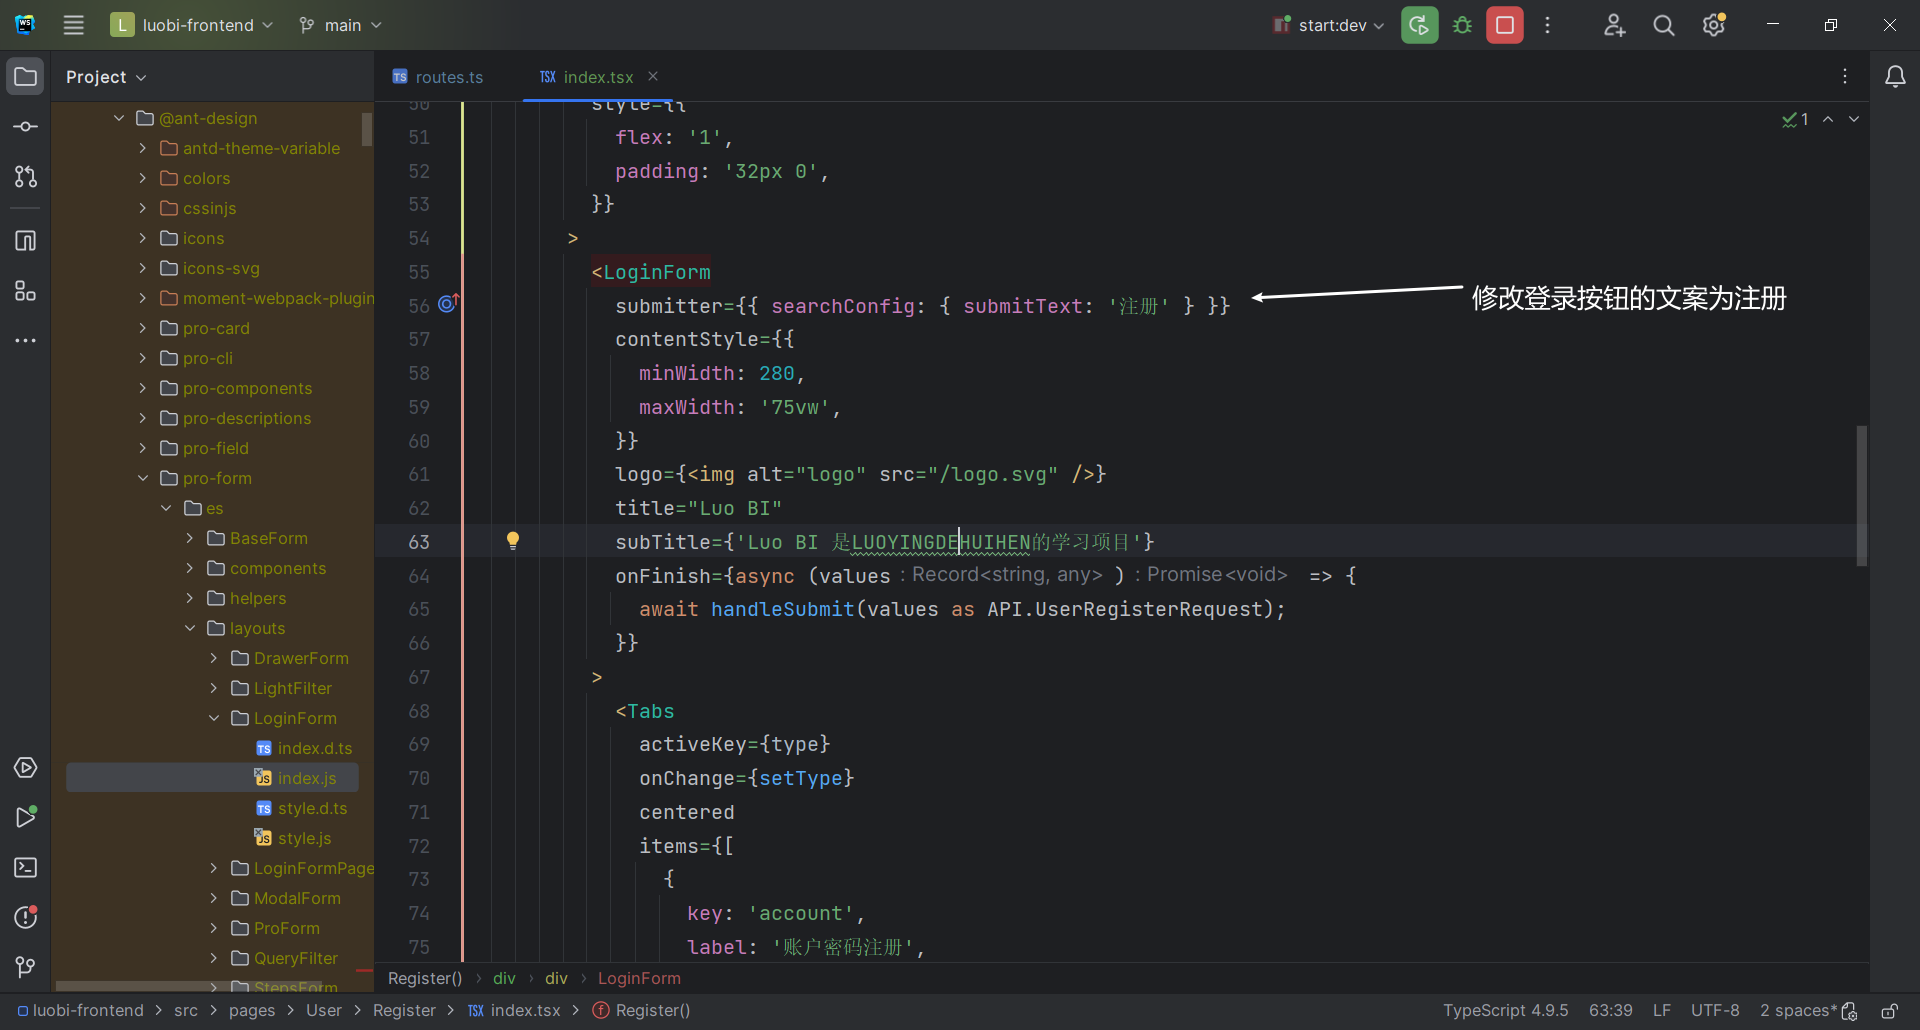 WS
L luobi-frontend main start:dev
Project
TS routes.ts TSX index.tsx
@ant-design
antd-theme-variable
colors
cssinjs
icons
icons-svg
moment-webpack-plugin
pro-card
pro-cli
pro-components
pro-descriptions
pro-field
pro-form
es
BaseForm
components
helpers
layouts
DrawerForm
LightFilter
LoginForm
TS index.d.ts
JS index.js
TS style.d.ts
JS style.js
LoginFormPage
ModalForm
ProForm
QueryFilter
StepsForm
1
50 style={{
51 flex: '1',
52 padding: '32px 0',
53 }}
54 >
55 <LoginForm
56 submitter={{ searchConfig: { submitText: '注册' } }}
修改登录按钮的文案为注册
57 contentStyle={{
58 minWidth: 280,
59 maxWidth: '75vw',
60 }}
61 logo={<img alt="logo" src="/logo.svg" />}
62 title="Luo BI"
63 subTitle={'Luo BI 是LUOYINGDEHUIHEN的学习项目'}
64 onFinish={async (values : Record<string, any> ) : Promise<void> => {
65 await handleSubmit(values as API.UserRegisterRequest);
66 }}
67 >
68 <Tabs
69 activeKey={type}
70 onChange={setType}
71 centered
72 items={[
73 {
74 key: 'account',
75 label: '账户密码注册',
Register() > div > div > LoginForm
luobi-frontend > src > pages > User > Register > TSX index.tsx > f Register()
TypeScript 4.9.5 63:39 LF UTF-8 2 spaces*